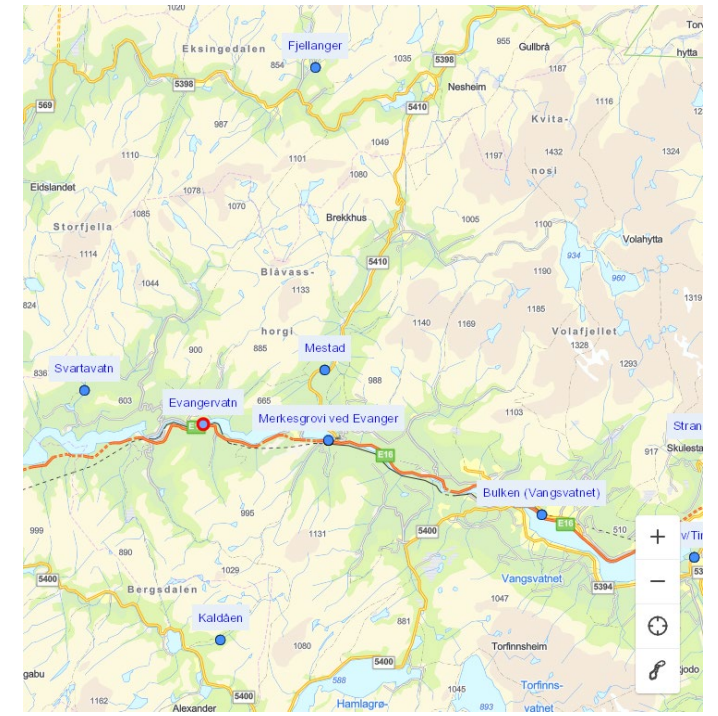 1020
Torv
Eksingedalen
Fjellanger
Gullbrå
hytta
854
1035
5398
955
1187
5398
Nesheim
569
5410
1116
987
Kvita-
1324
1049
1110
1101
1197
1432
1080
nosi
Eidslandet
1078
1070
1085
Brekkhus
1005
1100
Storfjella
Volahytta
1114
5410
934
Blåvass-
1190
960
1044
1133
1319
824
1185
horgi
1140
1169
Volafjellet
900
885
1328
Mestad
1293
836
Svartavatn
988
603
Evangervatn
665
1103
Merkesgrovi ved Evanger
Stran
E16
917
Skulesta
Bulken (Vangsvatnet)
995
E16
510
999
1131
5400
v/Tin
890
1029
Vangsvatnet
5394
53
5400
Bergsdalen
1047
Kaldåen
881
1080
Torfinnsheim
5400
gabu
588
1045
Torfinns-
jodo
1162
Alexander
5400
Hamlagrø-
893
vatnet